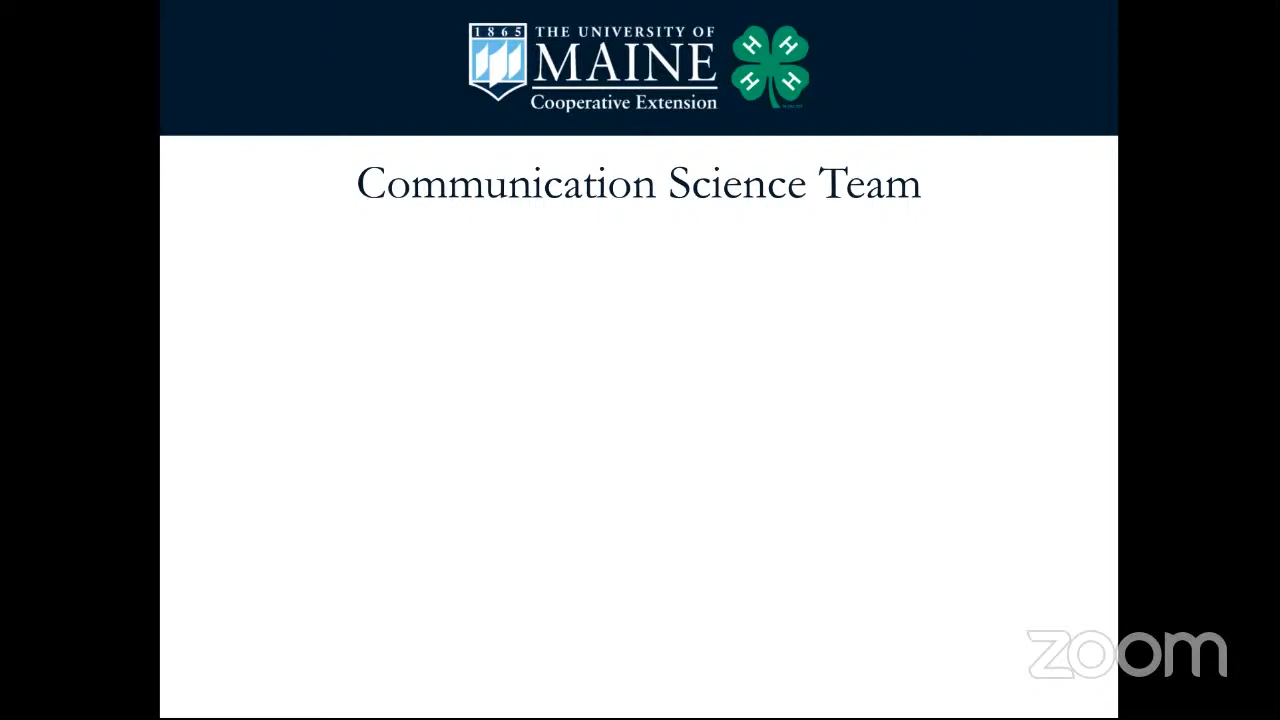 1865
THE UNIVERSITY OF
MAINE
Cooperative Extension
H H
H H
Communication Science Team
zoom